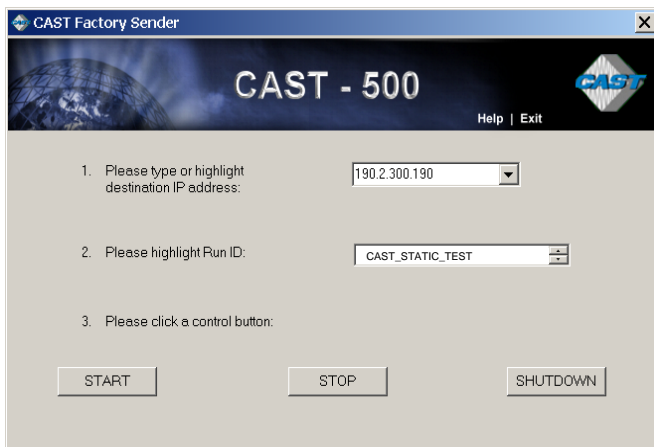 CAST Factory Sender
CAST - 500
CAST
Help | Exit
1. Please type or highlight
destination IP address:
190.2.300.190
2. Please highlight Run ID:
CAST_STATIC_TEST
3. Please click a control button:
START
STOP
SHUTDOWN